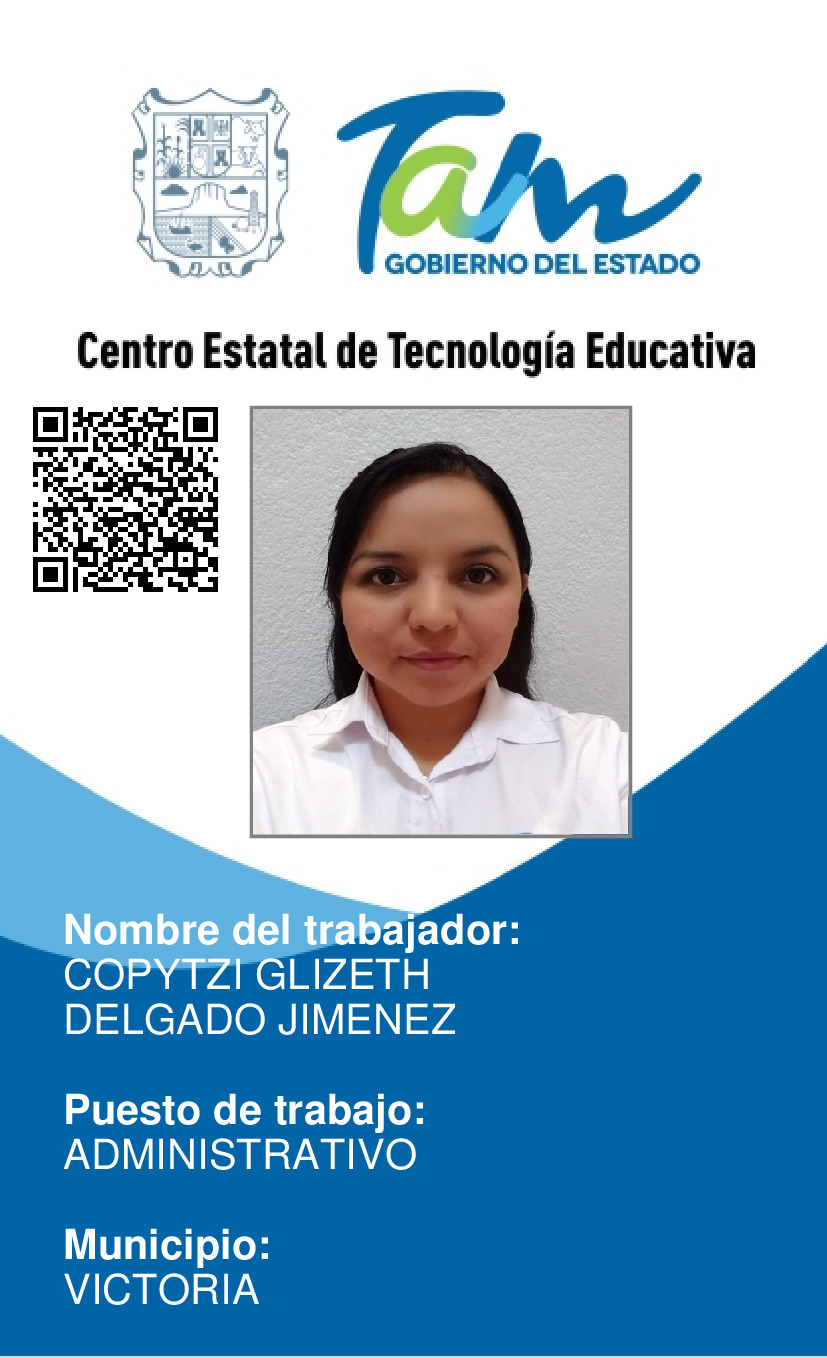 Tam
GOBIERNO DEL ESTADO
Centro Estatal de Tecnología Educativa
Nombre del trabajador:
COPYTZI GLIZETH
DELGADO JIMENEZ
Puesto de trabajo:
ADMINISTRATIVO
Municipio:
VICTORIA